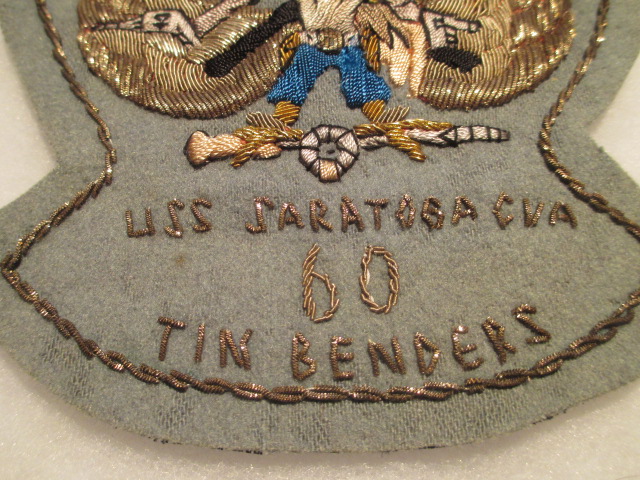 USS SARATOGA CVA
60
TIN BENDERS